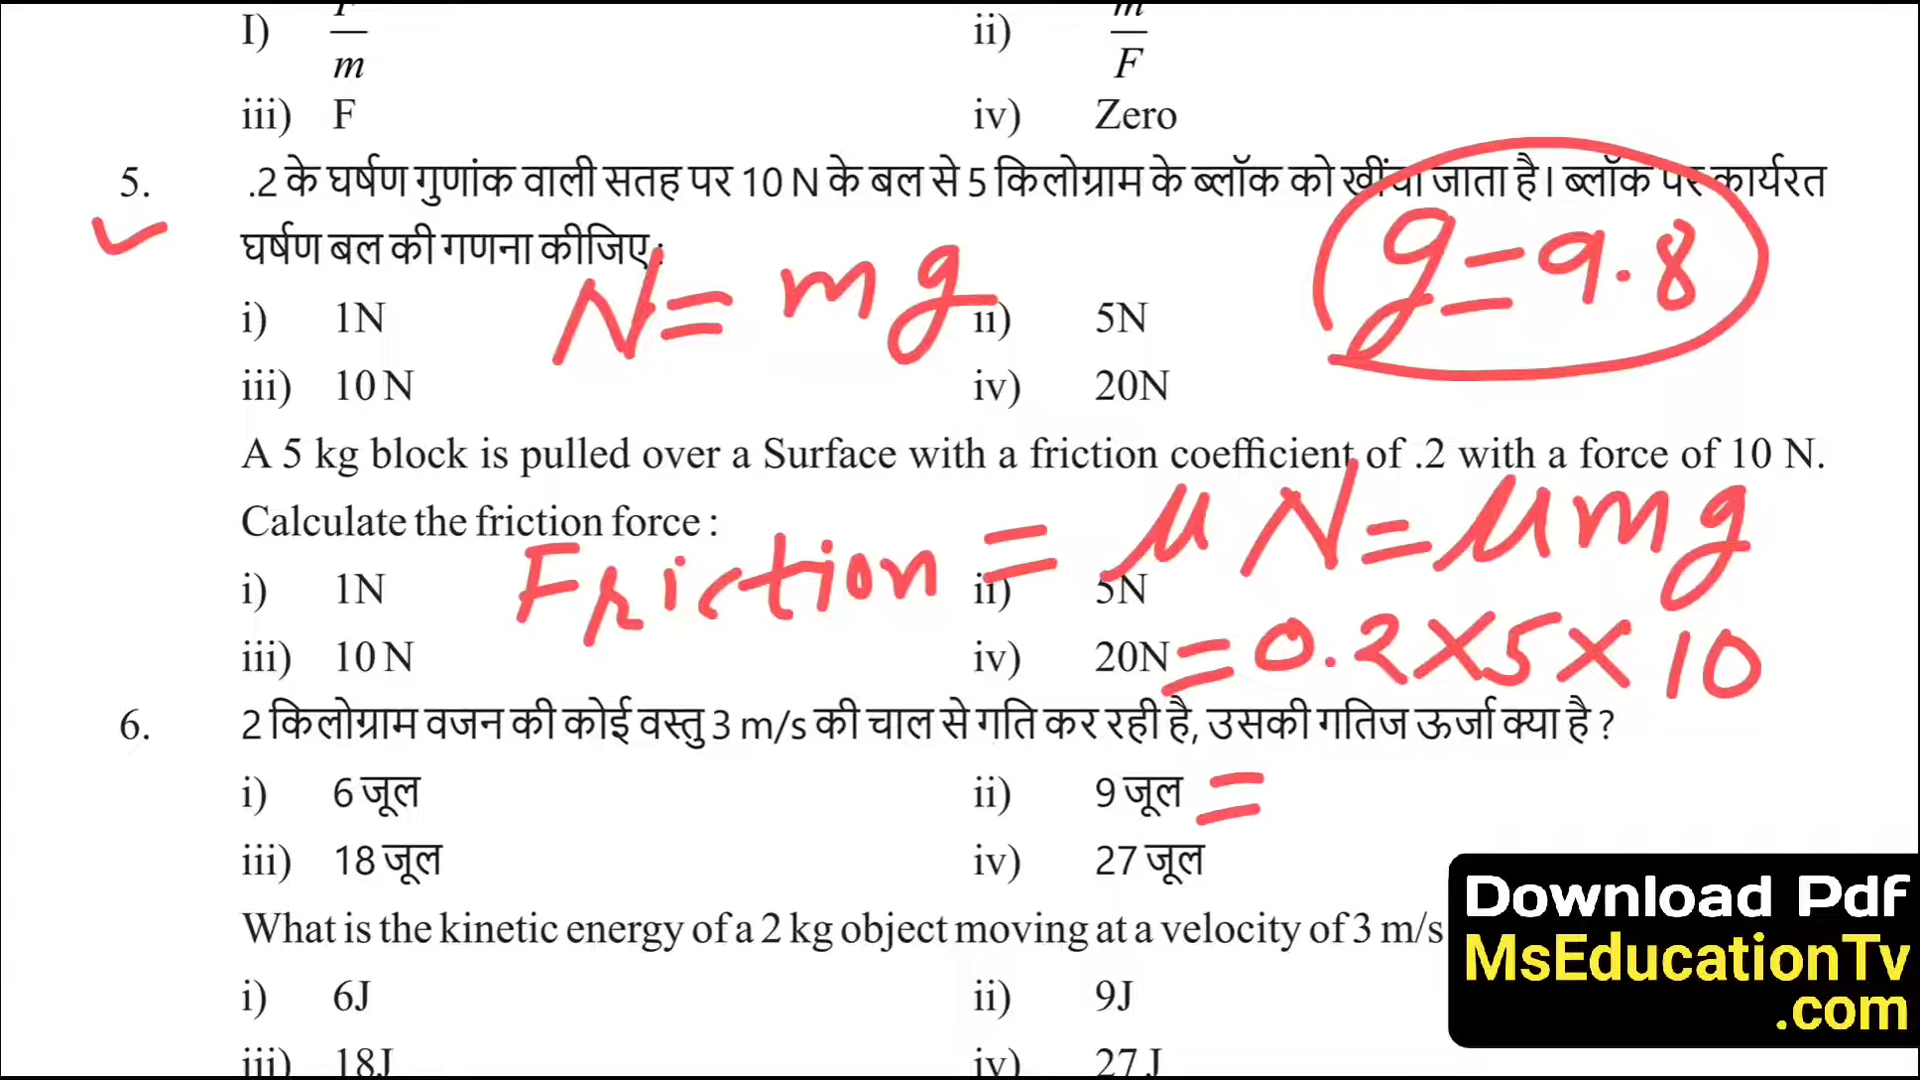 I) F/m ii) m/F
iii) F iv) Zero
5. .2 के घर्षण गुणांक वाली सतह पर 10 N के बल से 5 किलोग्राम के ब्लॉक को खींचा जाता है। ब्लॉक पर कार्यरत
घर्षण बल की गणना कीजिए :
g = 9.8
N = mg
i) 1N ii) 5N
iii) 10 N iv) 20N
A 5 kg block is pulled over a Surface with a friction coefficient of .2 with a force of 10 N.
Calculate the friction force :
Friction = μ N = μ m g
i) 1N ii) 5N
iii) 10 N iv) 20N
= 0.2 × 5 × 10
6. 2 किलोग्राम वजन की कोई वस्तु 3 m/s की चाल से गति कर रही है, उसकी गतिज ऊर्जा क्या है ?
i) 6 जूल ii) 9 जूल
=
iii) 18 जूल iv) 27 जूल
What is the kinetic energy of a 2 kg object moving at a velocity of 3 m/s
i) 6J ii) 9J
iii) 18J iv) 27 J
Download Pdf
MsEducationTv
.com